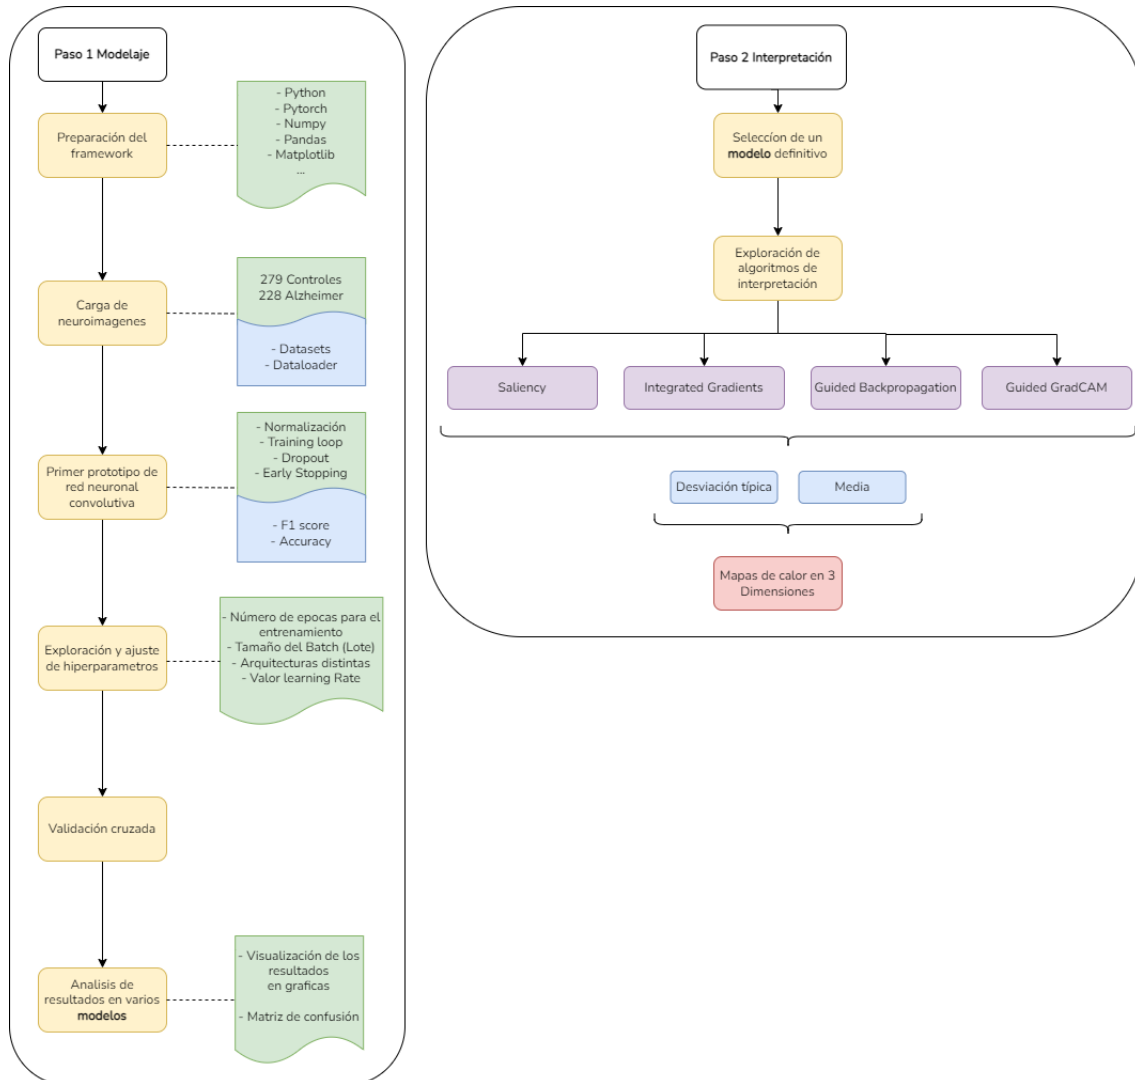 Paso 1 Modelaje
Preparación del
framework
- Python
- Pytorch
- Numpy
- Pandas
- Matplotlib
...
Carga de
neuroimagenes
279 Controles
228 Alzheimer
- Datasets
- Dataloader
Primer prototipo de
red neuronal
convolutiva
- Normalización
- Training loop
- Dropout
- Early Stopping
- F1 score
- Accuracy
Exploración y ajuste
de hiperparametros
- Número de epocas para el
entrenamiento
- Tamaño del Batch (Lote)
- Arquitecturas distintas
- Valor learning Rate
Validación cruzada
Analisis de
resultados en varios
modelos
- Visualización de los
resultados
en graficas
- Matriz de confusión
Paso 2 Interpretación
Seleccíon de un
modelo definitivo
Exploración de
algoritmos de
interpretación
Saliency
Integrated Gradients
Guided Backpropagation
Guided GradCAM
Desviación típica
Media
Mapas de calor en 3
Dimensiones